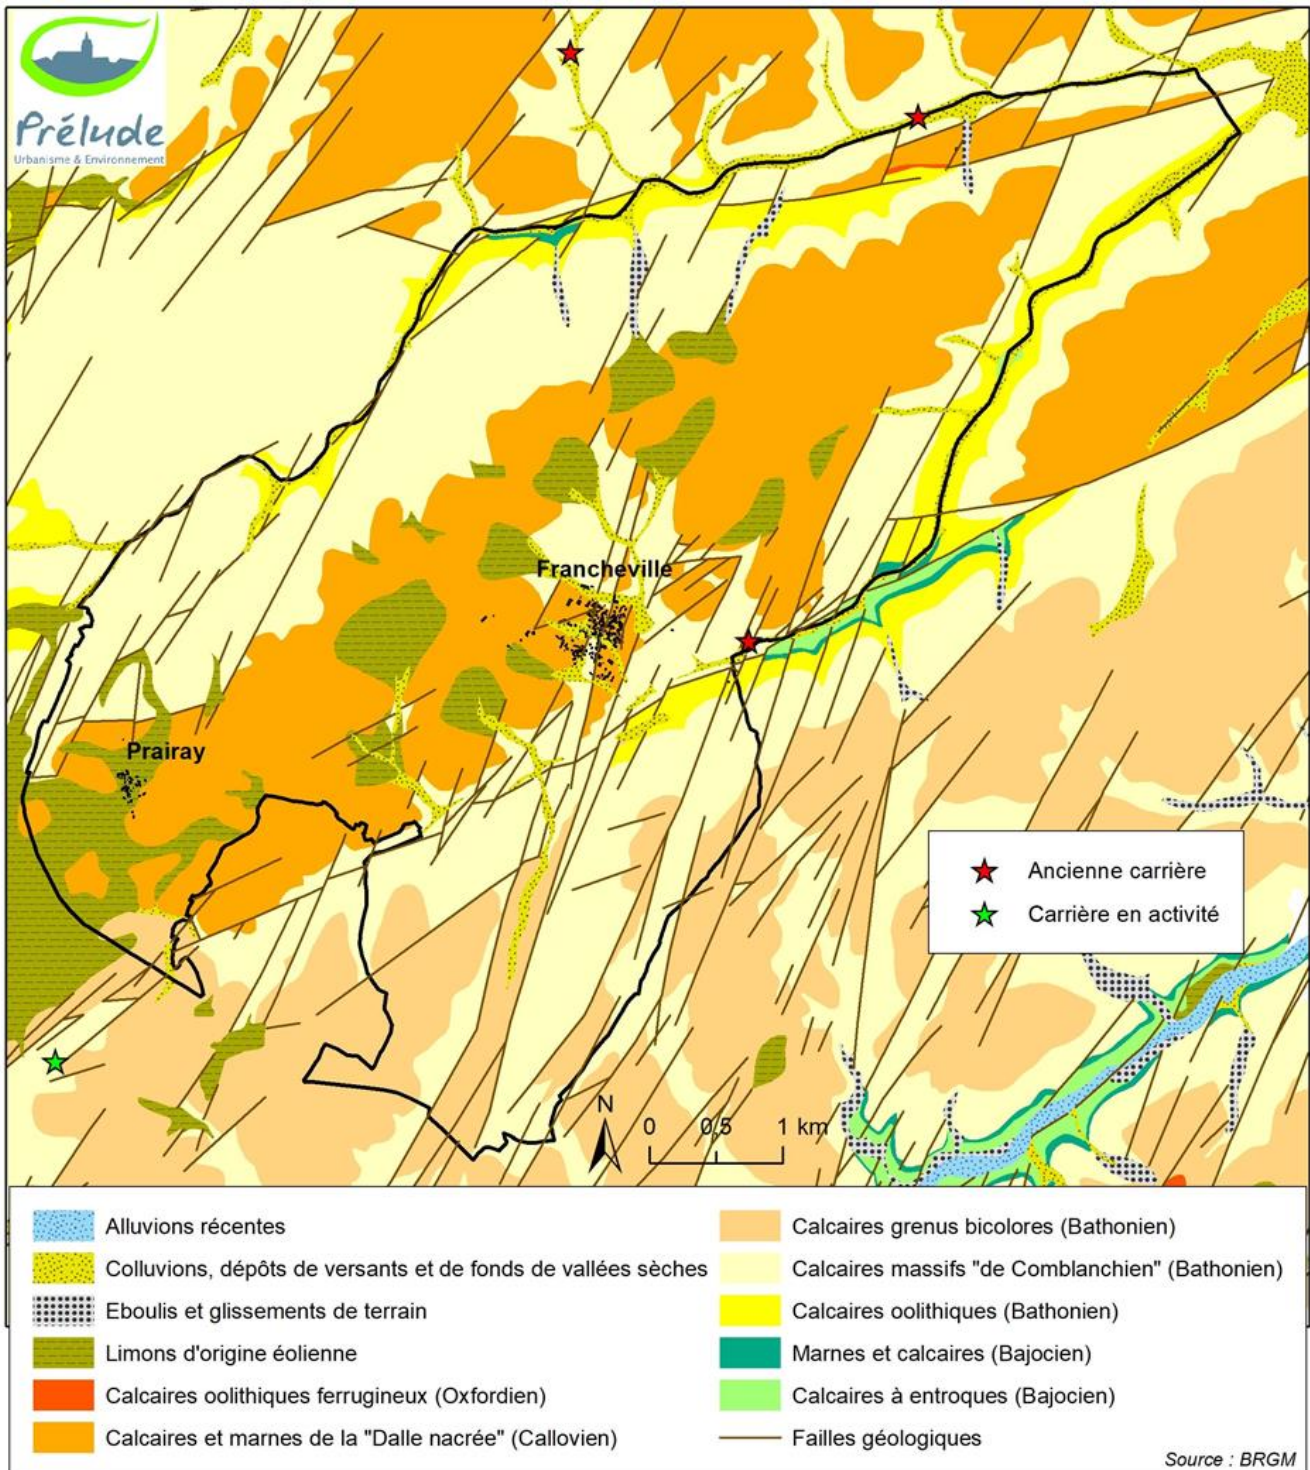 Prélude
Urbanisme & Environnement
Francheville
Prairay
Ancienne carrière
Carrière en activité
N
0 0,5 1 km
Alluvions récentes
Colluvions, dépôts de versants et de fonds de vallées sèches
Eboulis et glissements de terrain
Limons d'origine éolienne
Calcaires oolithiques ferrugineux (Oxfordien)
Calcaires et marnes de la "Dalle nacrée" (Callovien)
Calcaires grenus bicolores (Bathonien)
Calcaires massifs "de Comblanchien" (Bathonien)
Calcaires oolithiques (Bathonien)
Marnes et calcaires (Bajocien)
Calcaires à entroques (Bajocien)
Failles géologiques
Source : BRGM